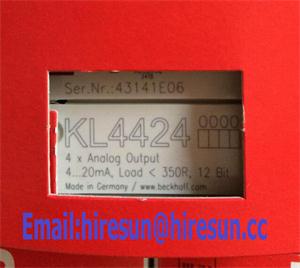 Ser.Nr.: 43141E06
KL4424 0000
4 x Analog Output
4...20mA, Load < 350R, 12 Bit
Made in Germany / www.beckhoff.com
Email:hiresun@hiresun.cc